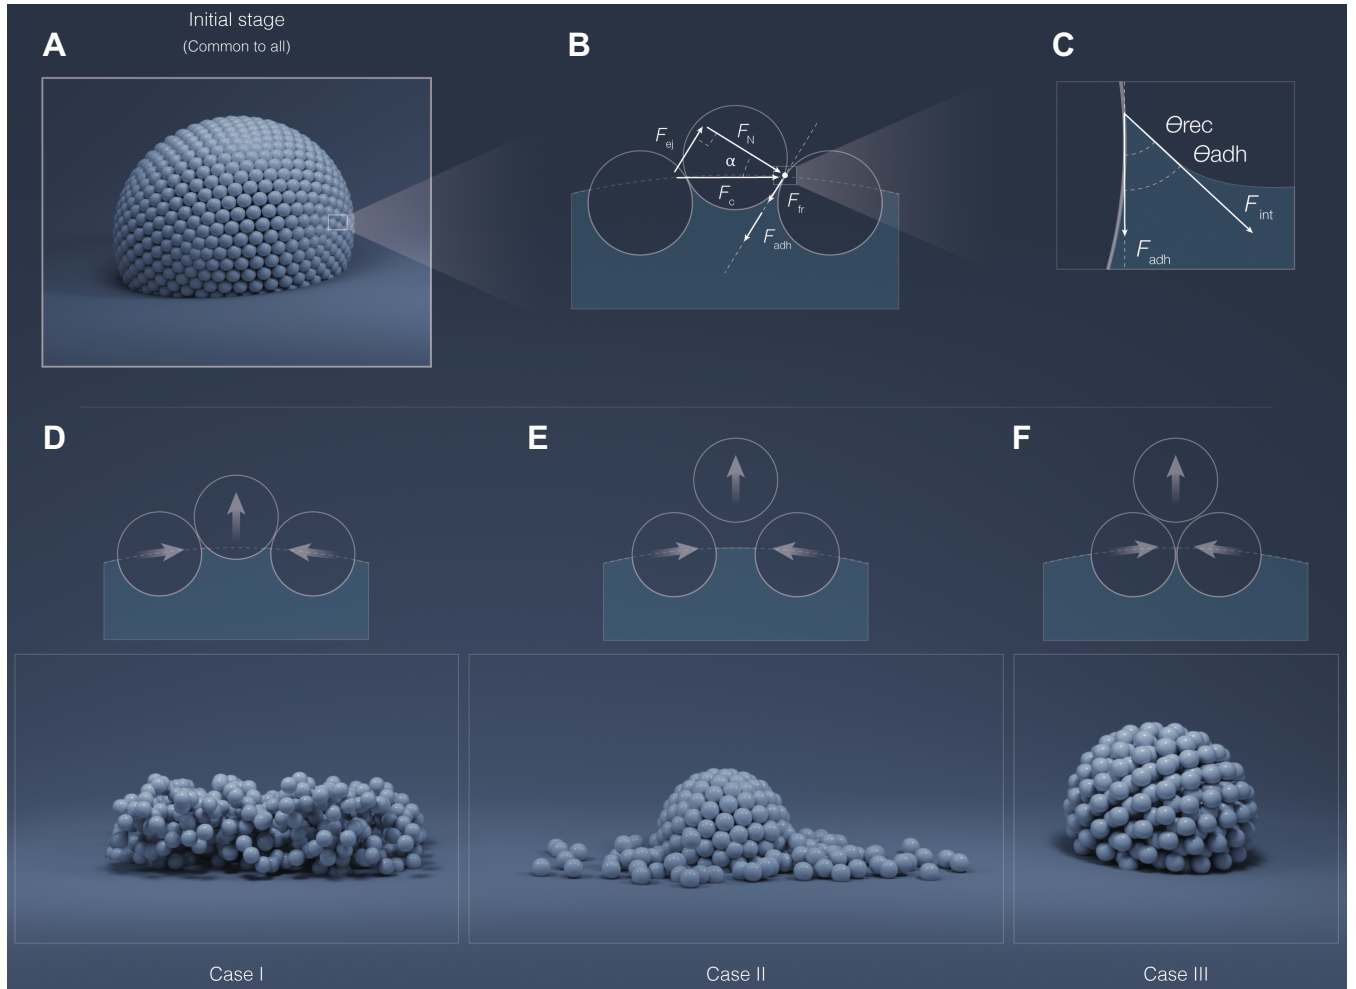 Initial stage
(Common to all)
A
B
C
F ej
F N
α
F c
F fr
F adh
Θrec
Θadh
F int
F adh
D
E
F
Case I
Case II
Case III